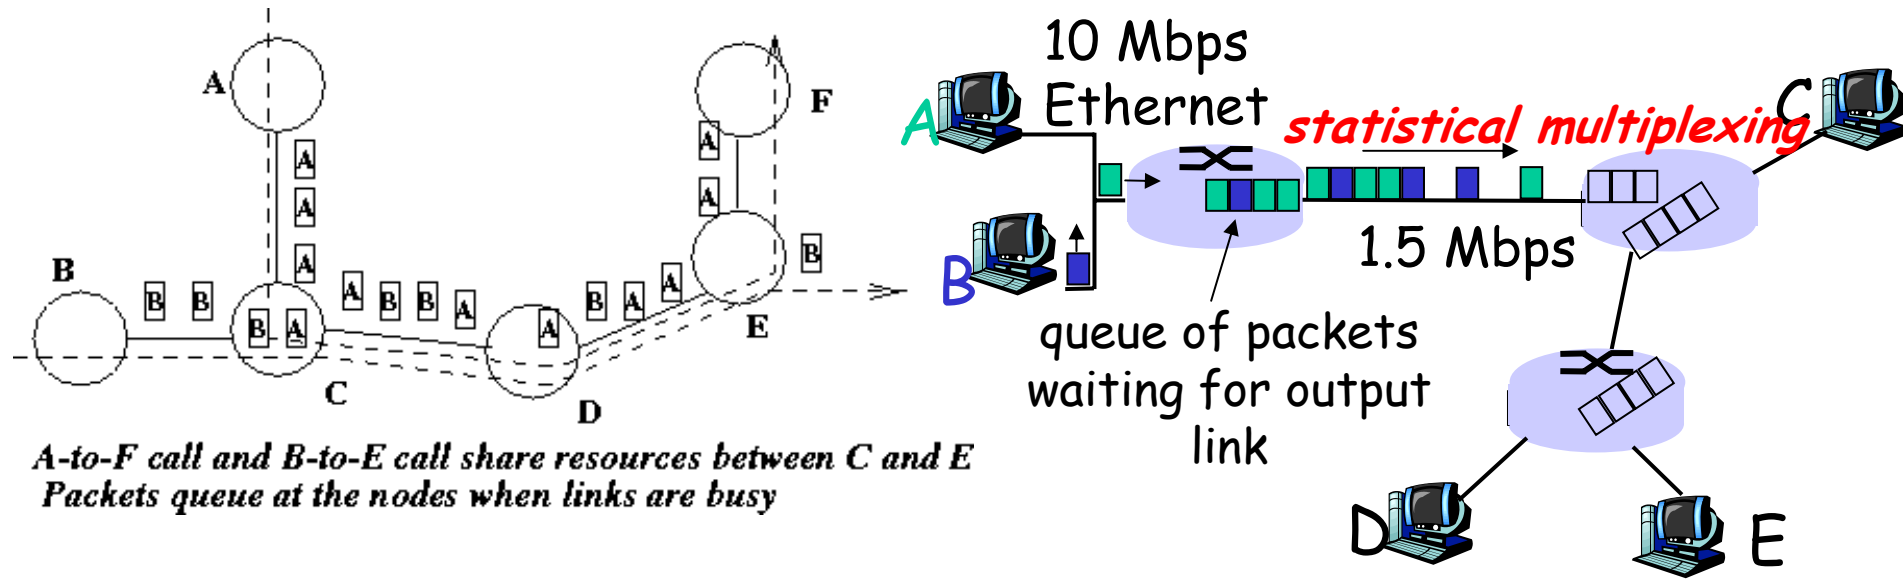 A
A
A
A
B
B
B
C
B
A
A
B
B
A
D
A
B
A
A
E
B
A
A
F
A-to-F call and B-to-E call share resources between C and E
Packets queue at the nodes when links are busy
10 Mbps
Ethernet
A
B
statistical multiplexing
C
1.5 Mbps
queue of packets
waiting for output
link
D
E